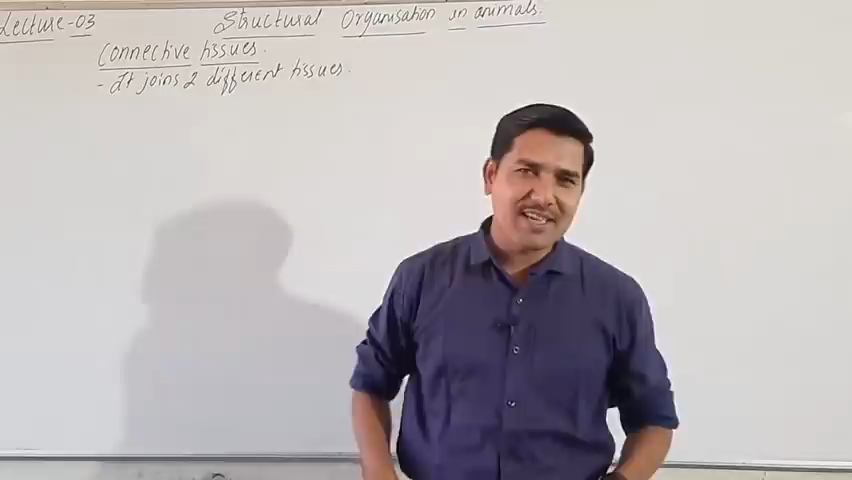 Lecture-03 Structural Organisation in animals.
Connective tissues.
- It joins 2 different tissues.